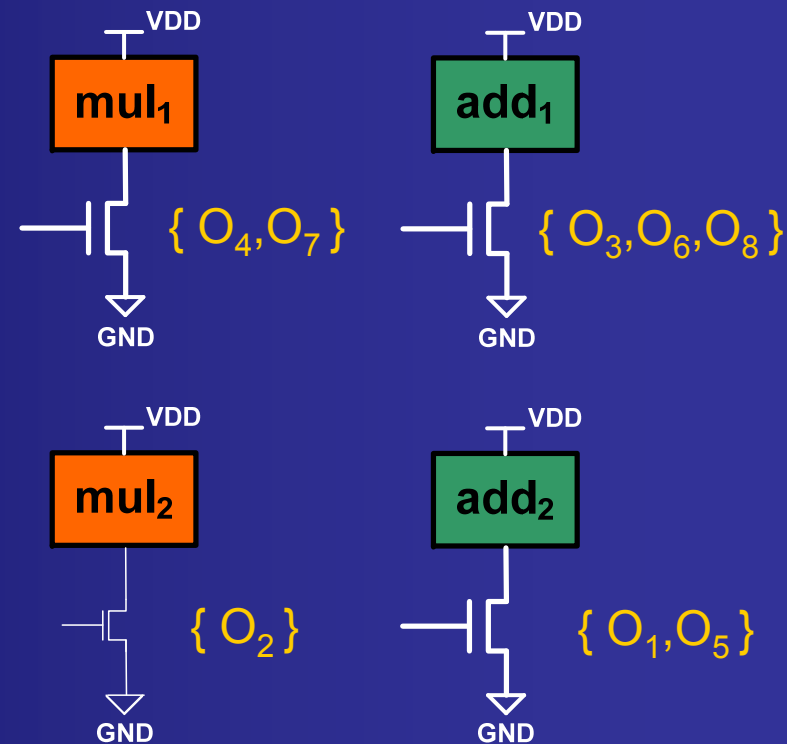 VDD
mul₁
{ O₄,O₇ }
GND
VDD
add₁
{ O₃,O₆,O₈ }
GND
VDD
mul₂
{ O₂ }
GND
VDD
add₂
{ O₁,O₅ }
GND